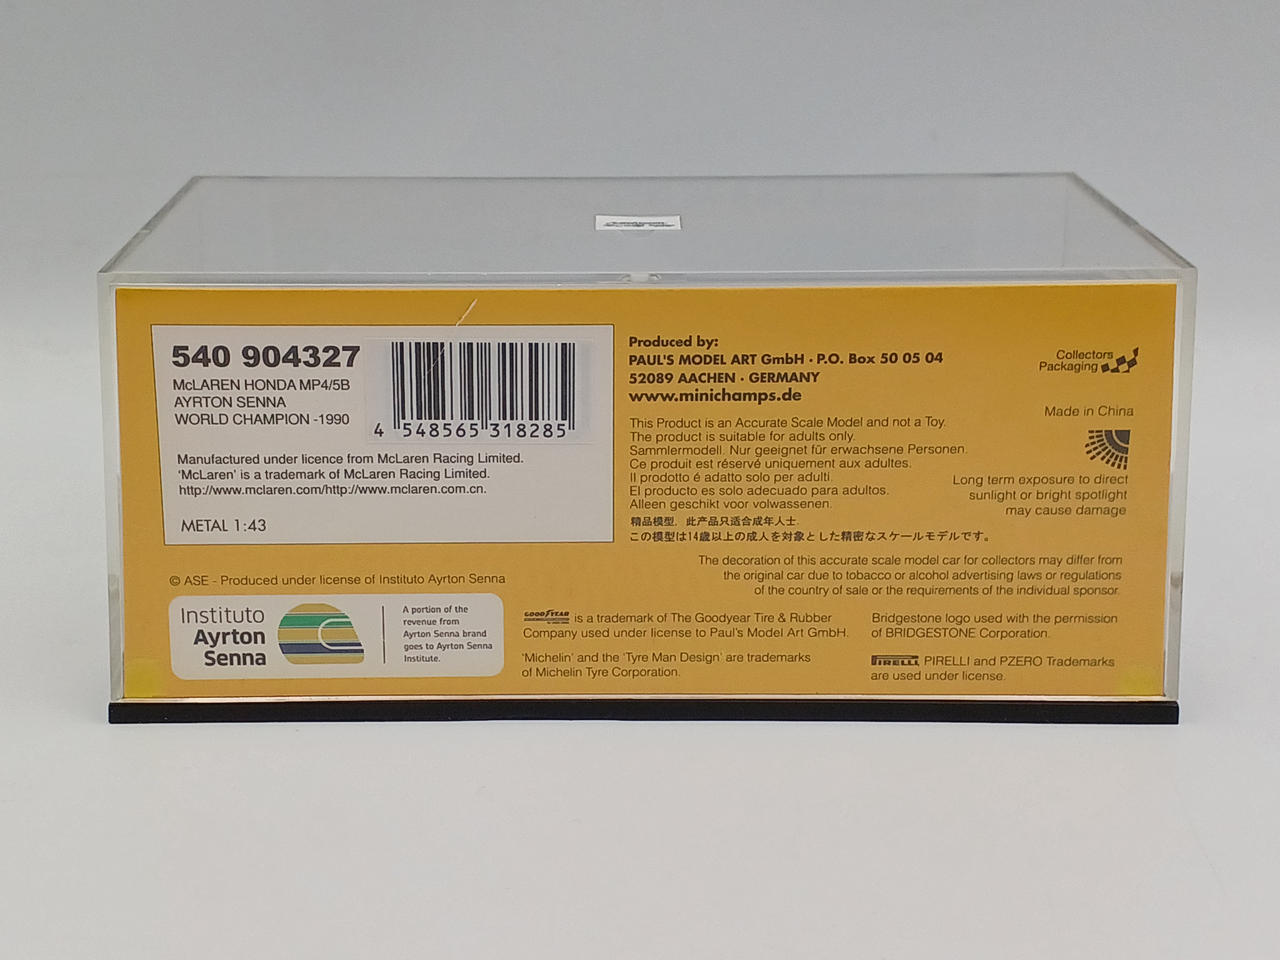 540 904327
McLAREN HONDA MP4/5B
AYRTON SENNA
WORLD CHAMPION -1990
4 548565 318285
Manufactured under licence from McLaren Racing Limited.
'McLaren' is a trademark of McLaren Racing Limited.
http://www.mclaren.com/http://www.mclaren.com.cn.
METAL 1:43
© ASE - Produced under license of Instituto Ayrton Senna
Instituto
Ayrton
Senna
A portion of the
revenue from
Ayrton Senna brand
goes to Ayrton Senna
Institute.
Produced by:
PAUL'S MODEL ART GmbH · P.O. Box 50 05 04
52089 AACHEN · GERMANY
www.minichamps.de
This Product is an Accurate Scale Model and not a Toy.
The product is suitable for adults only.
Sammlermodell. Nur geeignet für erwachsene Personen.
Ce produit est réservé uniquement aux adultes.
Il prodotto é adatto solo per adulti.
El producto es solo adecuado para adultos.
Alleen geschikt voor volwassenen.
精品模型. 此产品只适合成年人士.
この模型は14歳以上の成人を対象とした精密なスケールモデルです。
Collectors
Packaging
Made in China
Long term exposure to direct
sunlight or bright spotlight
may cause damage
The decoration of this accurate scale model car for collectors may differ from
the original car due to tobacco or alcohol advertising laws or regulations
of the country of sale or the requirements of the individual sponsor.
GOODYEAR is a trademark of The Goodyear Tire & Rubber
Company used under license to Paul's Model Art GmbH.
'Michelin' and the 'Tyre Man Design' are trademarks
of Michelin Tyre Corporation.
Bridgestone logo used with the permission
of BRIDGESTONE Corporation.
PIRELLI PIRELLI and PZERO Trademarks
are used under license.